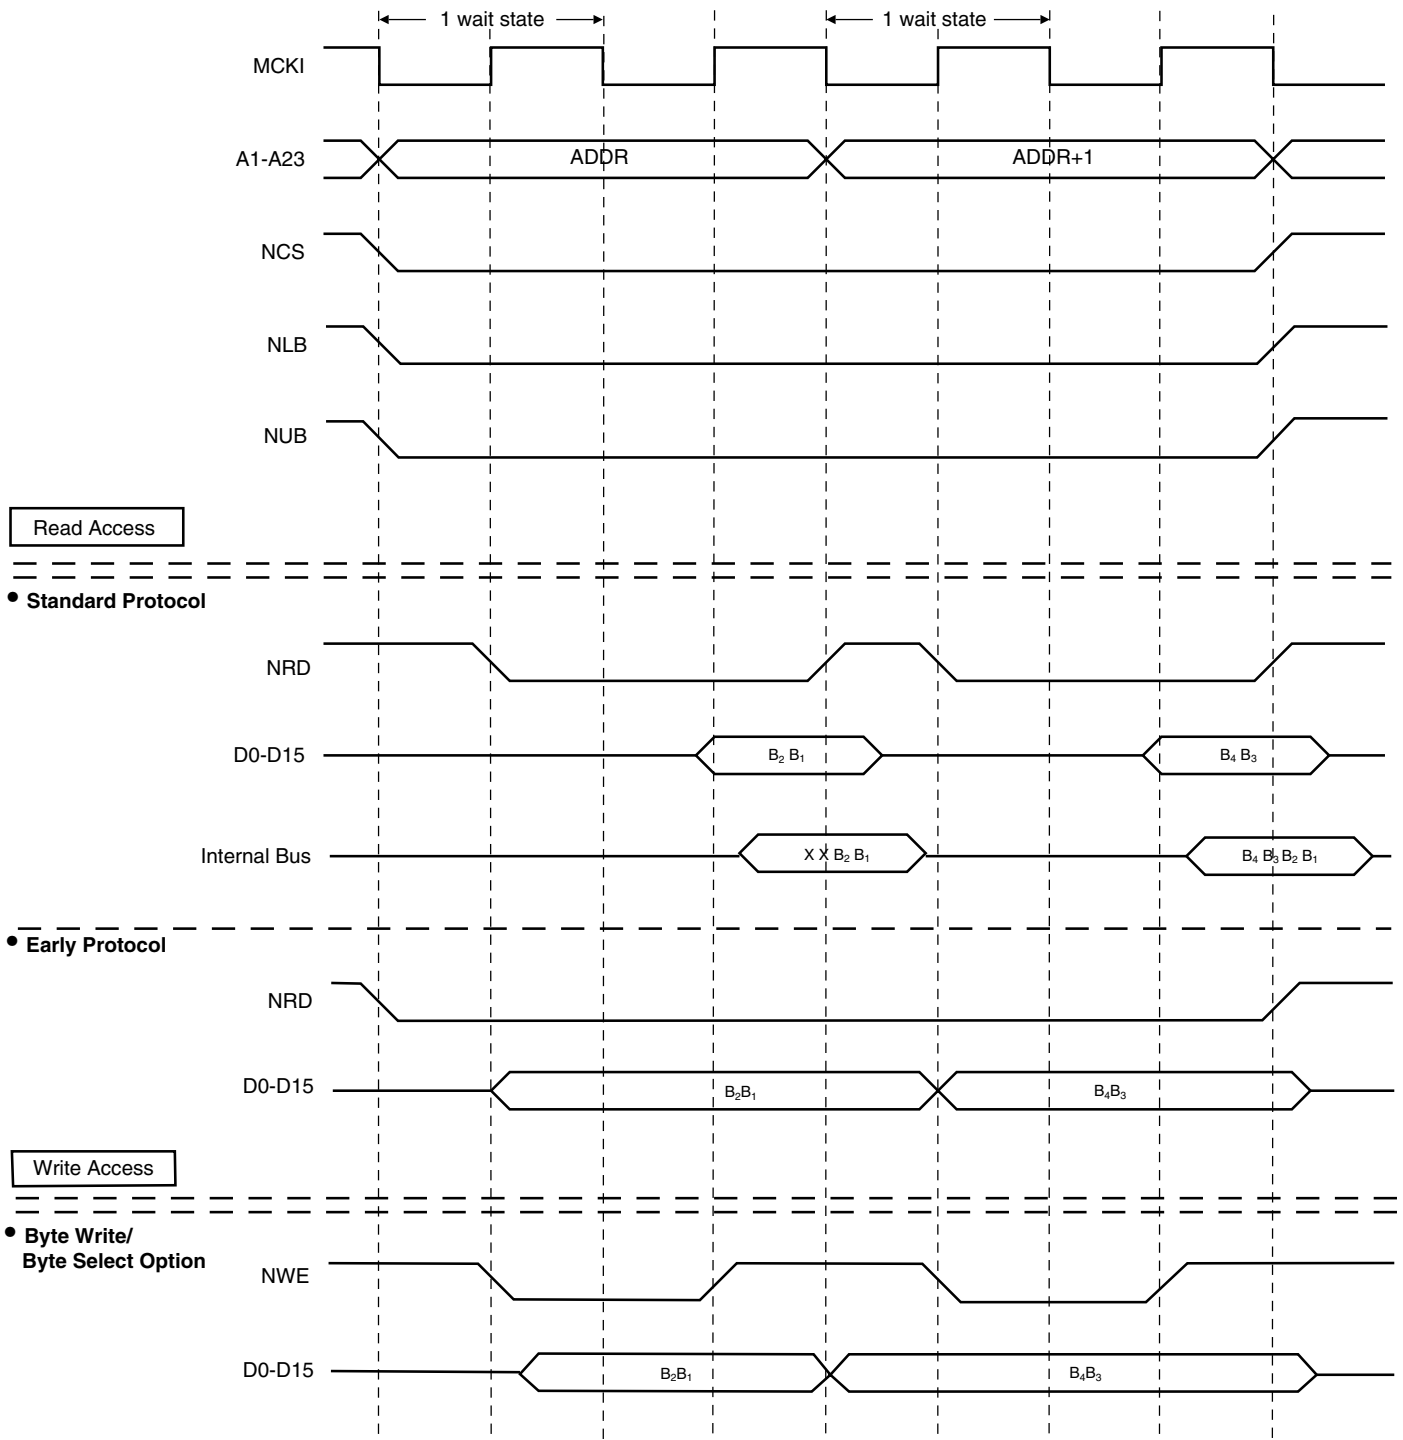 1 wait state 1 wait state
MCKI
A1-A23 ADDR ADDR+1
NCS
NLB
NUB
Read Access
• Standard Protocol
NRD
D0-D15 B₂ B₁ B₄ B₃
Internal Bus X X B₂ B₁ B₄ B₃ B₂ B₁
• Early Protocol
NRD
D0-D15 B₂B₁ B₄B₃
Write Access
• Byte Write/
Byte Select Option
NWE
D0-D15 B₂B₁ B₄B₃